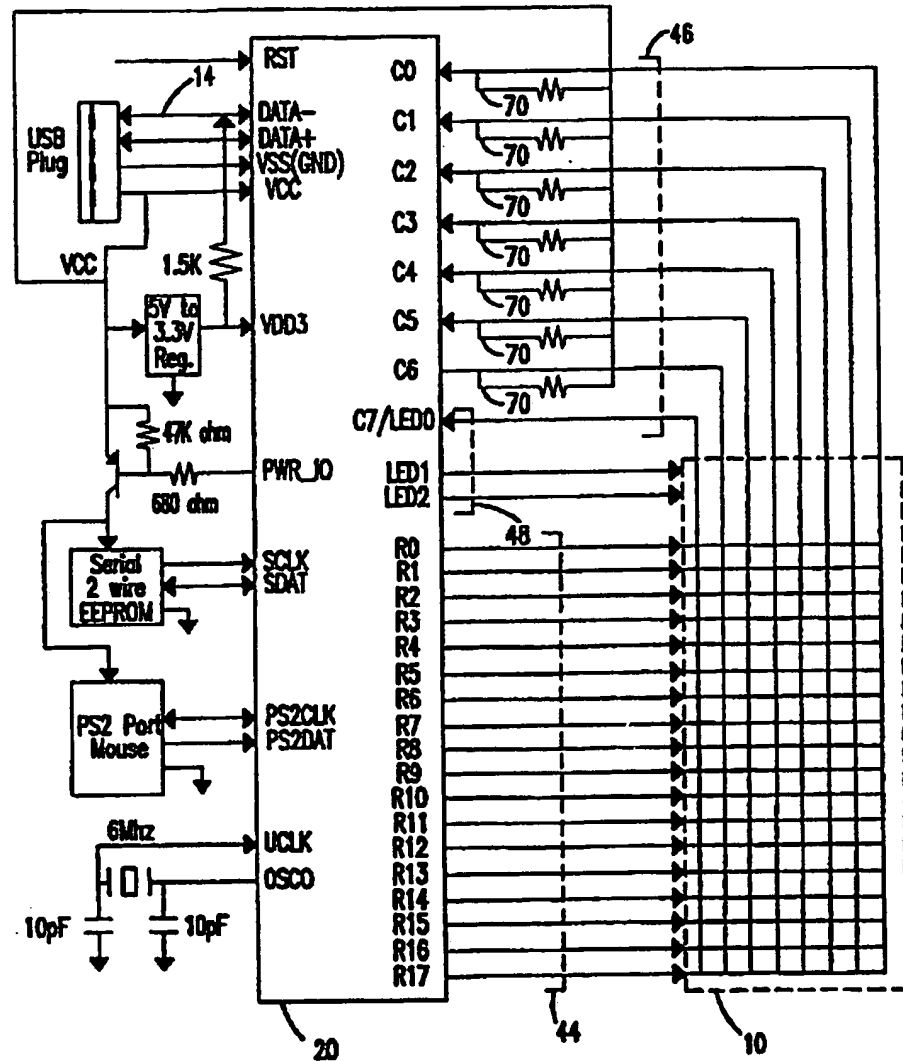 46
RST
C0
14
70
DATA-
C1
USB
Plug
DATA+
70
VSS(GND)
C2
VCC
70
C3
VCC
1.5K
70
C4
5V to
3.3V
Reg.
VDD3
70
C5
70
C6
70
47K ohm
C7/LED0
PWR_IO
LED1
680 ohm
LED2
48
R0
Serial
2 wire
EEPROM
SCLK
SDAT
R1
R2
R3
R4
R5
R6
PS2 Port
Mouse
PS2CLK
PS2DAT
R7
R8
R9
R10
R11
6Mhz
UCLK
R12
OSCO
R13
R14
10pF
10pF
R15
R16
R17
20
44
10